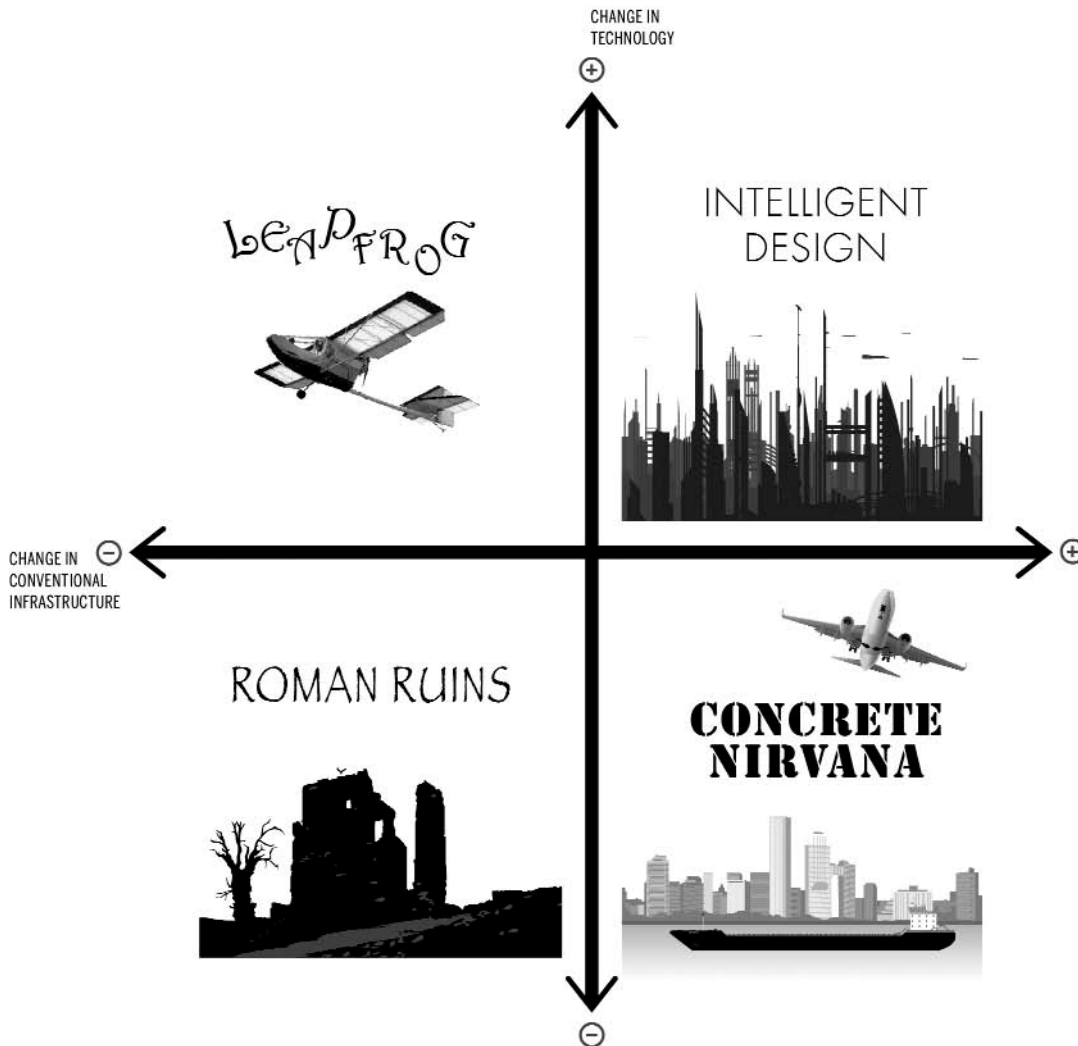 CHANGE IN
TECHNOLOGY
+
LEAPFROG
INTELLIGENT
DESIGN
CHANGE IN
CONVENTIONAL
INFRASTRUCTURE
−
+
ROMAN RUINS
CONCRETE
NIRVANA
−